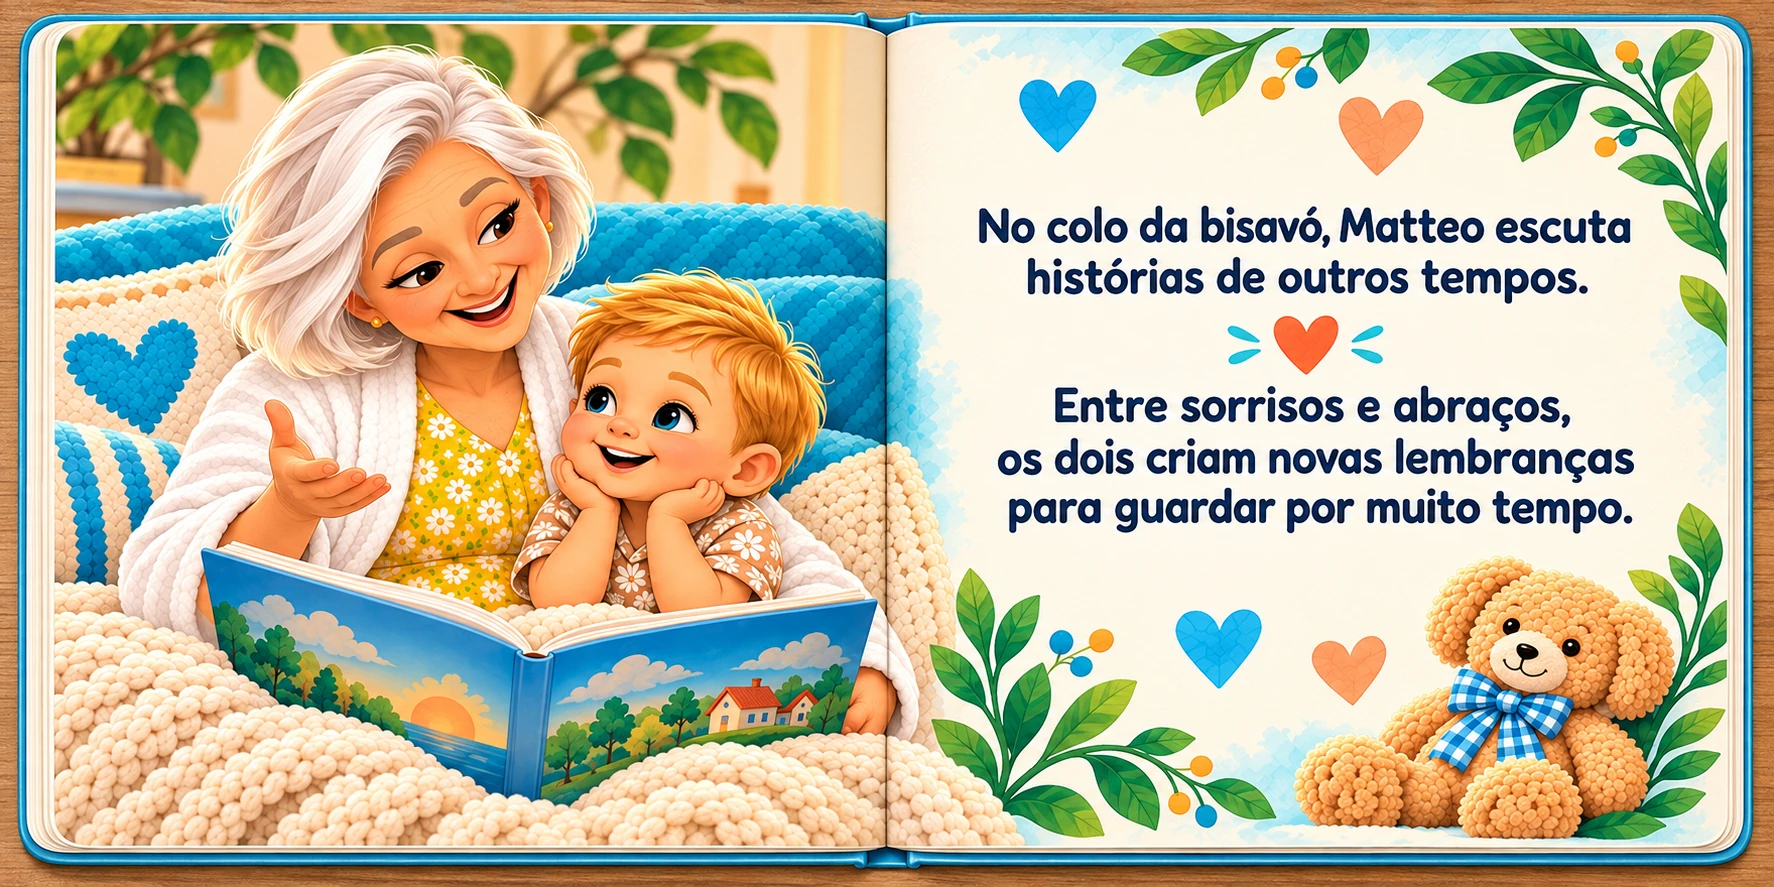 No colo da bisavó, Matteo escuta
histórias de outros tempos.
Entre sorrisos e abraços,
os dois criam novas lembranças
para guardar por muito tempo.